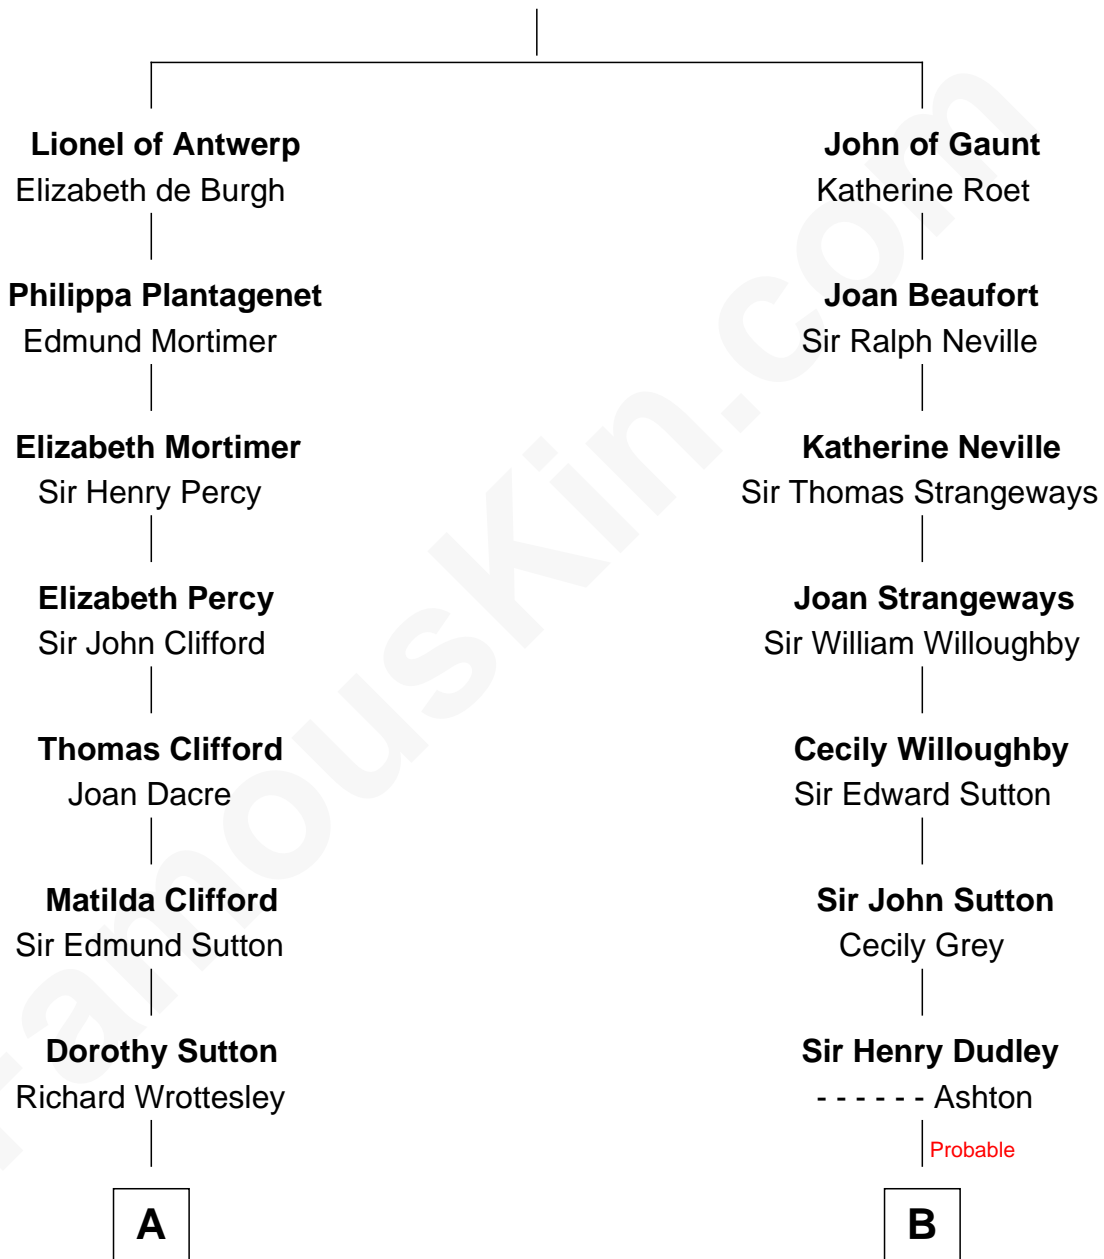 Lionel of Antwerp
Elizabeth de Burgh
Philippa Plantagenet
Edmund Mortimer
Elizabeth Mortimer
Sir Henry Percy
Elizabeth Percy
Sir John Clifford
Thomas Clifford
Joan Dacre
Matilda Clifford
Sir Edmund Sutton
Dorothy Sutton
Richard Wrottesley
A
John of Gaunt
Katherine Roet
Joan Beaufort
Sir Ralph Neville
Katherine Neville
Sir Thomas Strangeways
Joan Strangeways
Sir William Willoughby
Cecily Willoughby
Sir Edward Sutton
Sir John Sutton
Cecily Grey
Sir Henry Dudley
- - - - - - Ashton
Probable
B
FamousKin.com